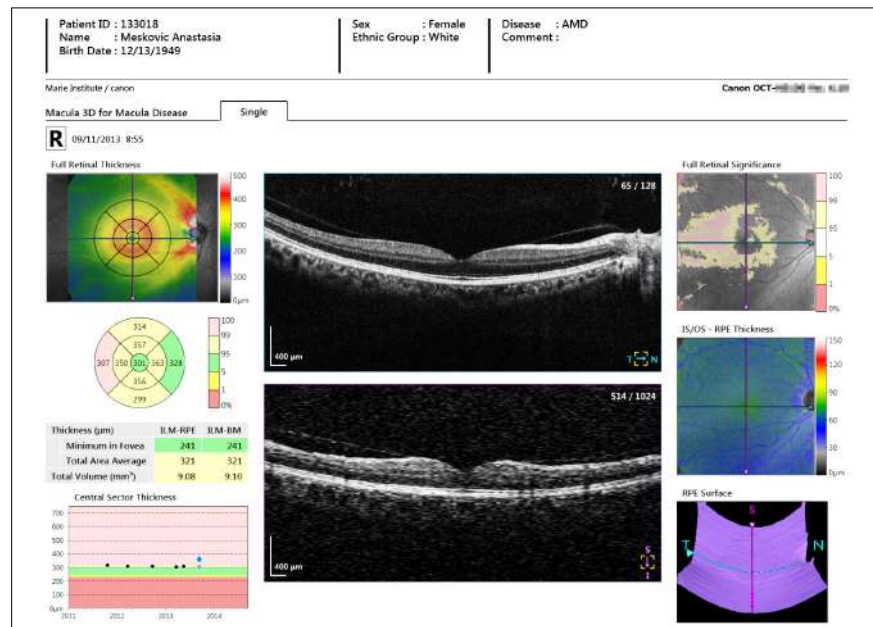 Patient ID : 133018
Name : Meskovic Anastasia
Birth Date : 12/13/1949
Sex : Female
Ethnic Group : White
Disease : AMD
Comment :
Marie Institute / canon
Canon OCT-
Macula 3D for Macula Disease
Single
R 09/11/2013 8:55
Full Retinal Thickness
500
400
300
200
100
0μm
65 / 128
400 μm
T N
Full Retinal Significance
100
99
95
5
1
0%
314
357
307 350 301 363 328
356
299
100
99
95
5
1
0%
IS/OS - RPE Thickness
150
120
90
60
30
0μm
514 / 1024
400 μm
S
I
Thickness (μm) ILM-RPE ILM-BM
Minimum in Fovea 241 241
Total Area Average 321 321
Total Volume (mm³) 9.08 9.10
Central Sector Thickness
700
600
500
400
300
200
100
0μm
2011 2012 2013 2014
RPE Surface
S
T N